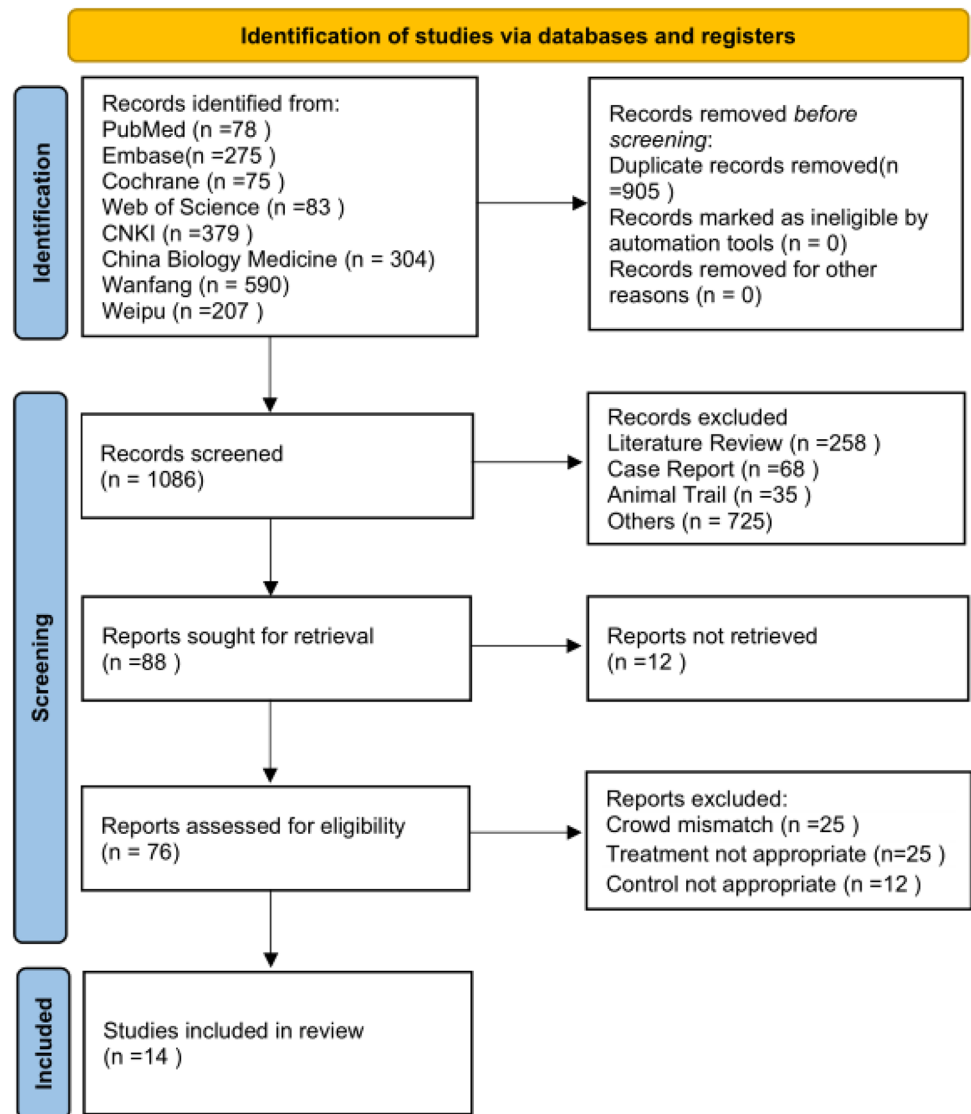 Identification of studies via databases and registers
Identification
Records identified from:
PubMed (n =78 )
Embase(n =275 )
Cochrane (n =75 )
Web of Science (n =83 )
CNKI (n =379 )
China Biology Medicine (n = 304)
Wanfang (n = 590)
Weipu (n =207 )
Records removed before
screening:
Duplicate records removed(n
=905 )
Records marked as ineligible by
automation tools (n = 0)
Records removed for other
reasons (n = 0)
Screening
Records screened
(n = 1086)
Records excluded
Literature Review (n =258 )
Case Report (n =68 )
Animal Trail (n =35 )
Others (n = 725)
Reports sought for retrieval
(n =88 )
Reports not retrieved
(n =12 )
Reports assessed for eligibility
(n = 76)
Reports excluded:
Crowd mismatch (n =25 )
Treatment not appropriate (n=25 )
Control not appropriate (n =12 )
Included
Studies included in review
(n =14 )